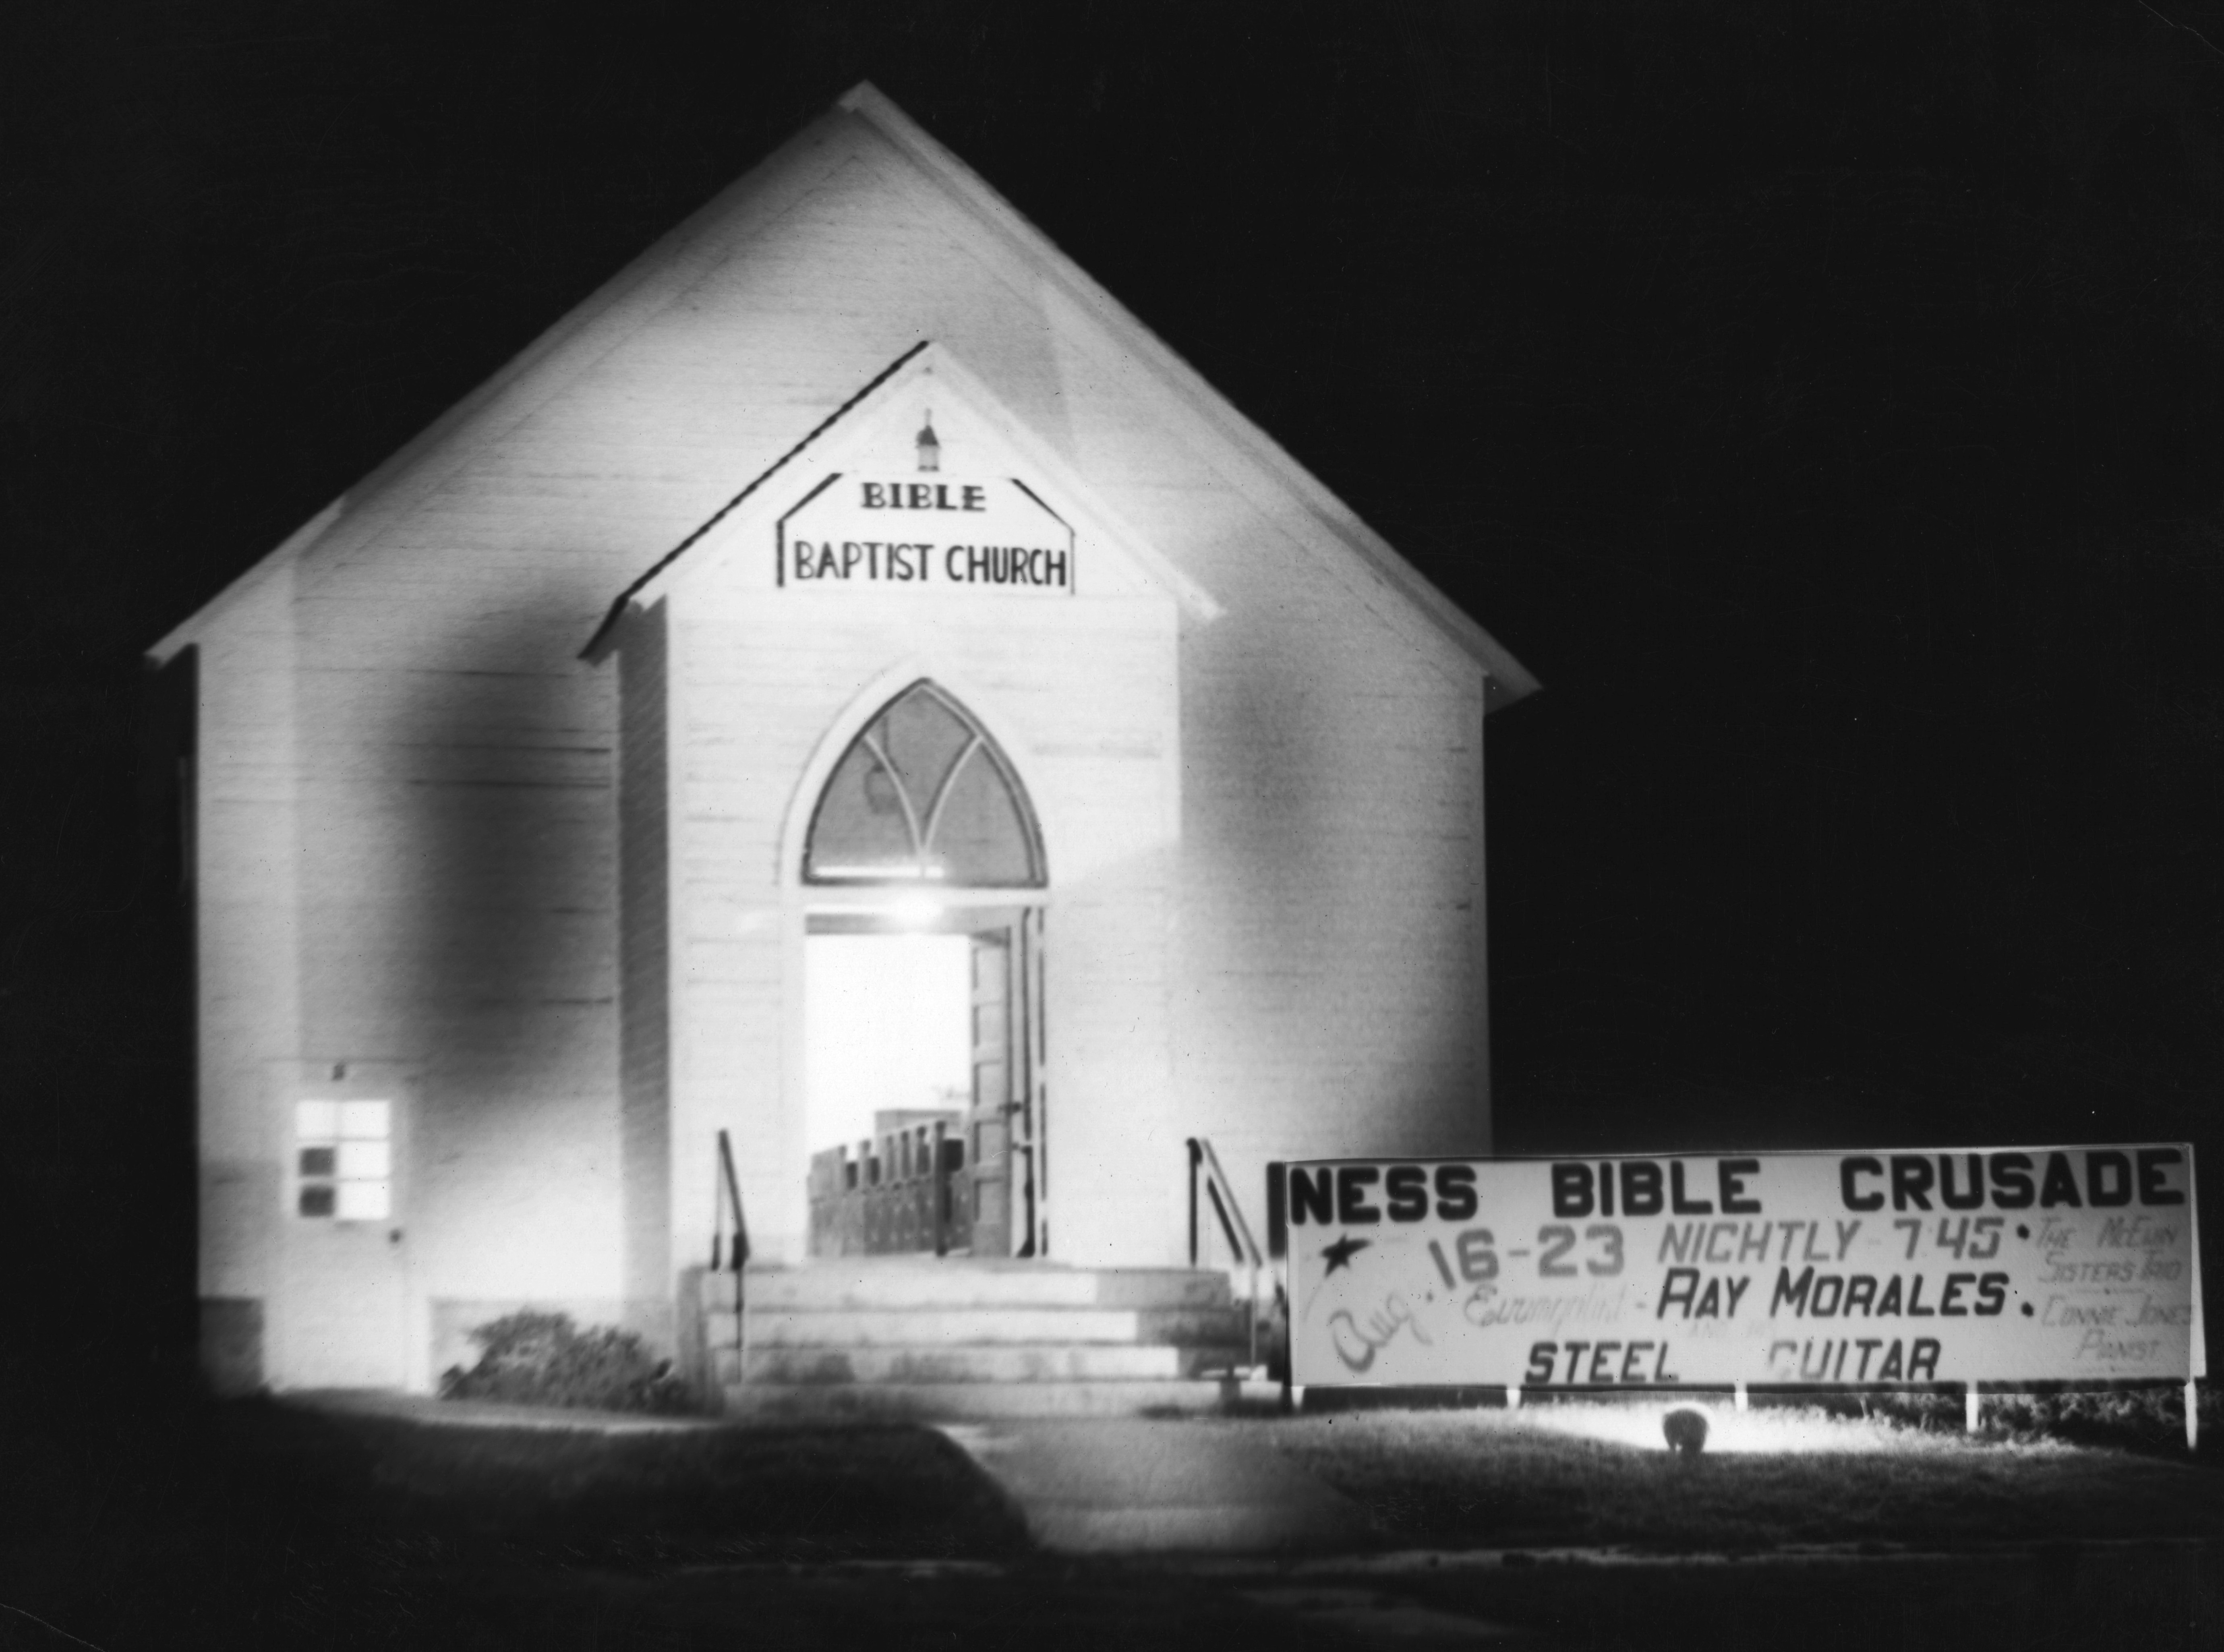 BIBLE
BAPTIST CHURCH
NESS BIBLE CRUSADE
Aug. 16-23 NIGHTLY - 7:45 • THE McEWN
SISTERS TRIO
Evangelist - RAY MORALES •
CONNIE JONES
PIANIST
STEEL GUITAR